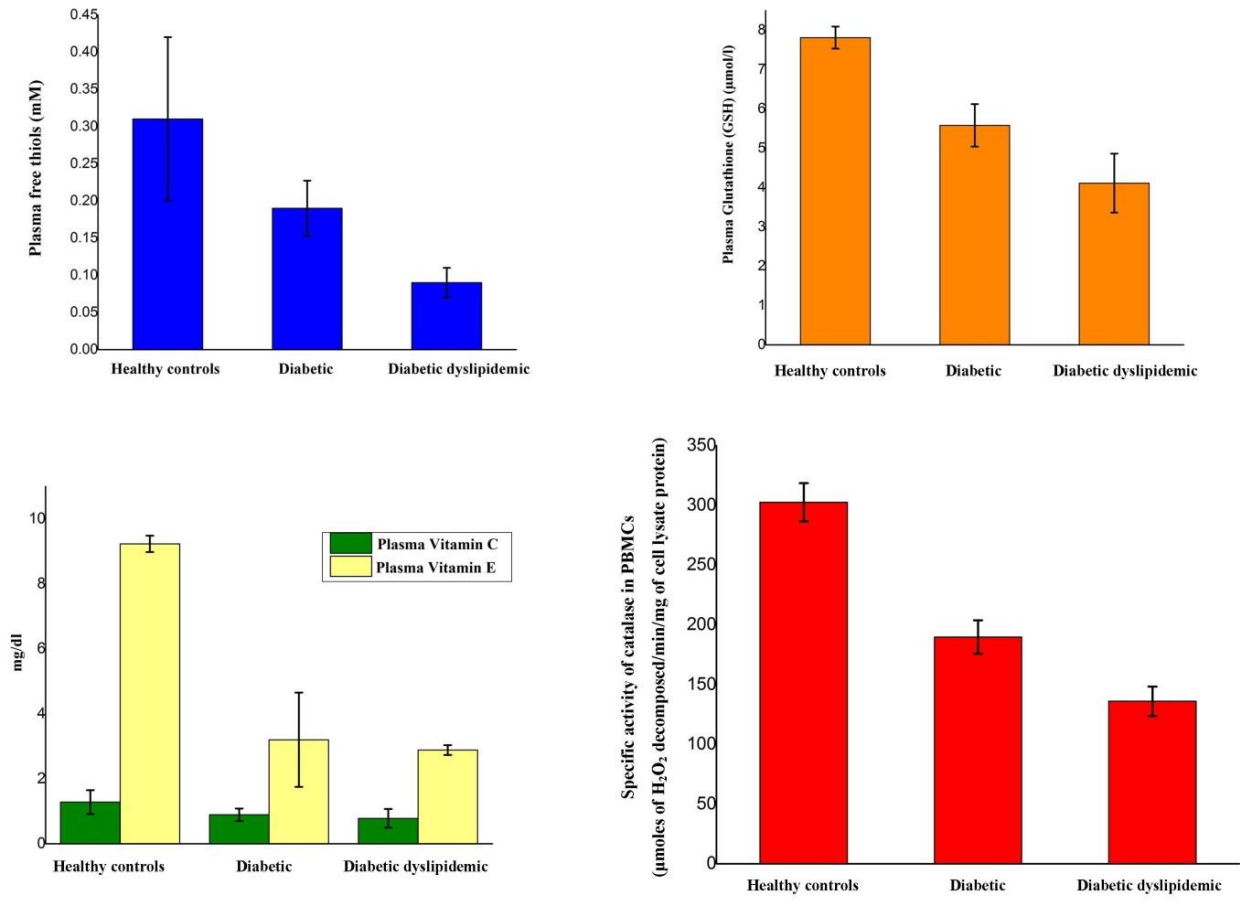 Plasma free thiols (mM)
0.45
0.40
0.35
0.30
0.25
0.20
0.15
0.10
0.05
0.00
Healthy controls
Diabetic
Diabetic dyslipidemic
Plasma Glutathione (GSH) (μmol/l)
8
7
6
5
4
3
2
1
0
Healthy controls
Diabetic
Diabetic dyslipidemic
mg/dl
10
8
6
4
2
0
Plasma Vitamin C
Plasma Vitamin E
Healthy controls
Diabetic
Diabetic dyslipidemic
Specific activity of catalase in PBMCs
(μmoles of H₂O₂ decomposed/min/mg of cell lysate protein)
350
300
250
200
150
100
50
0
Healthy controls
Diabetic
Diabetic dyslipidemic